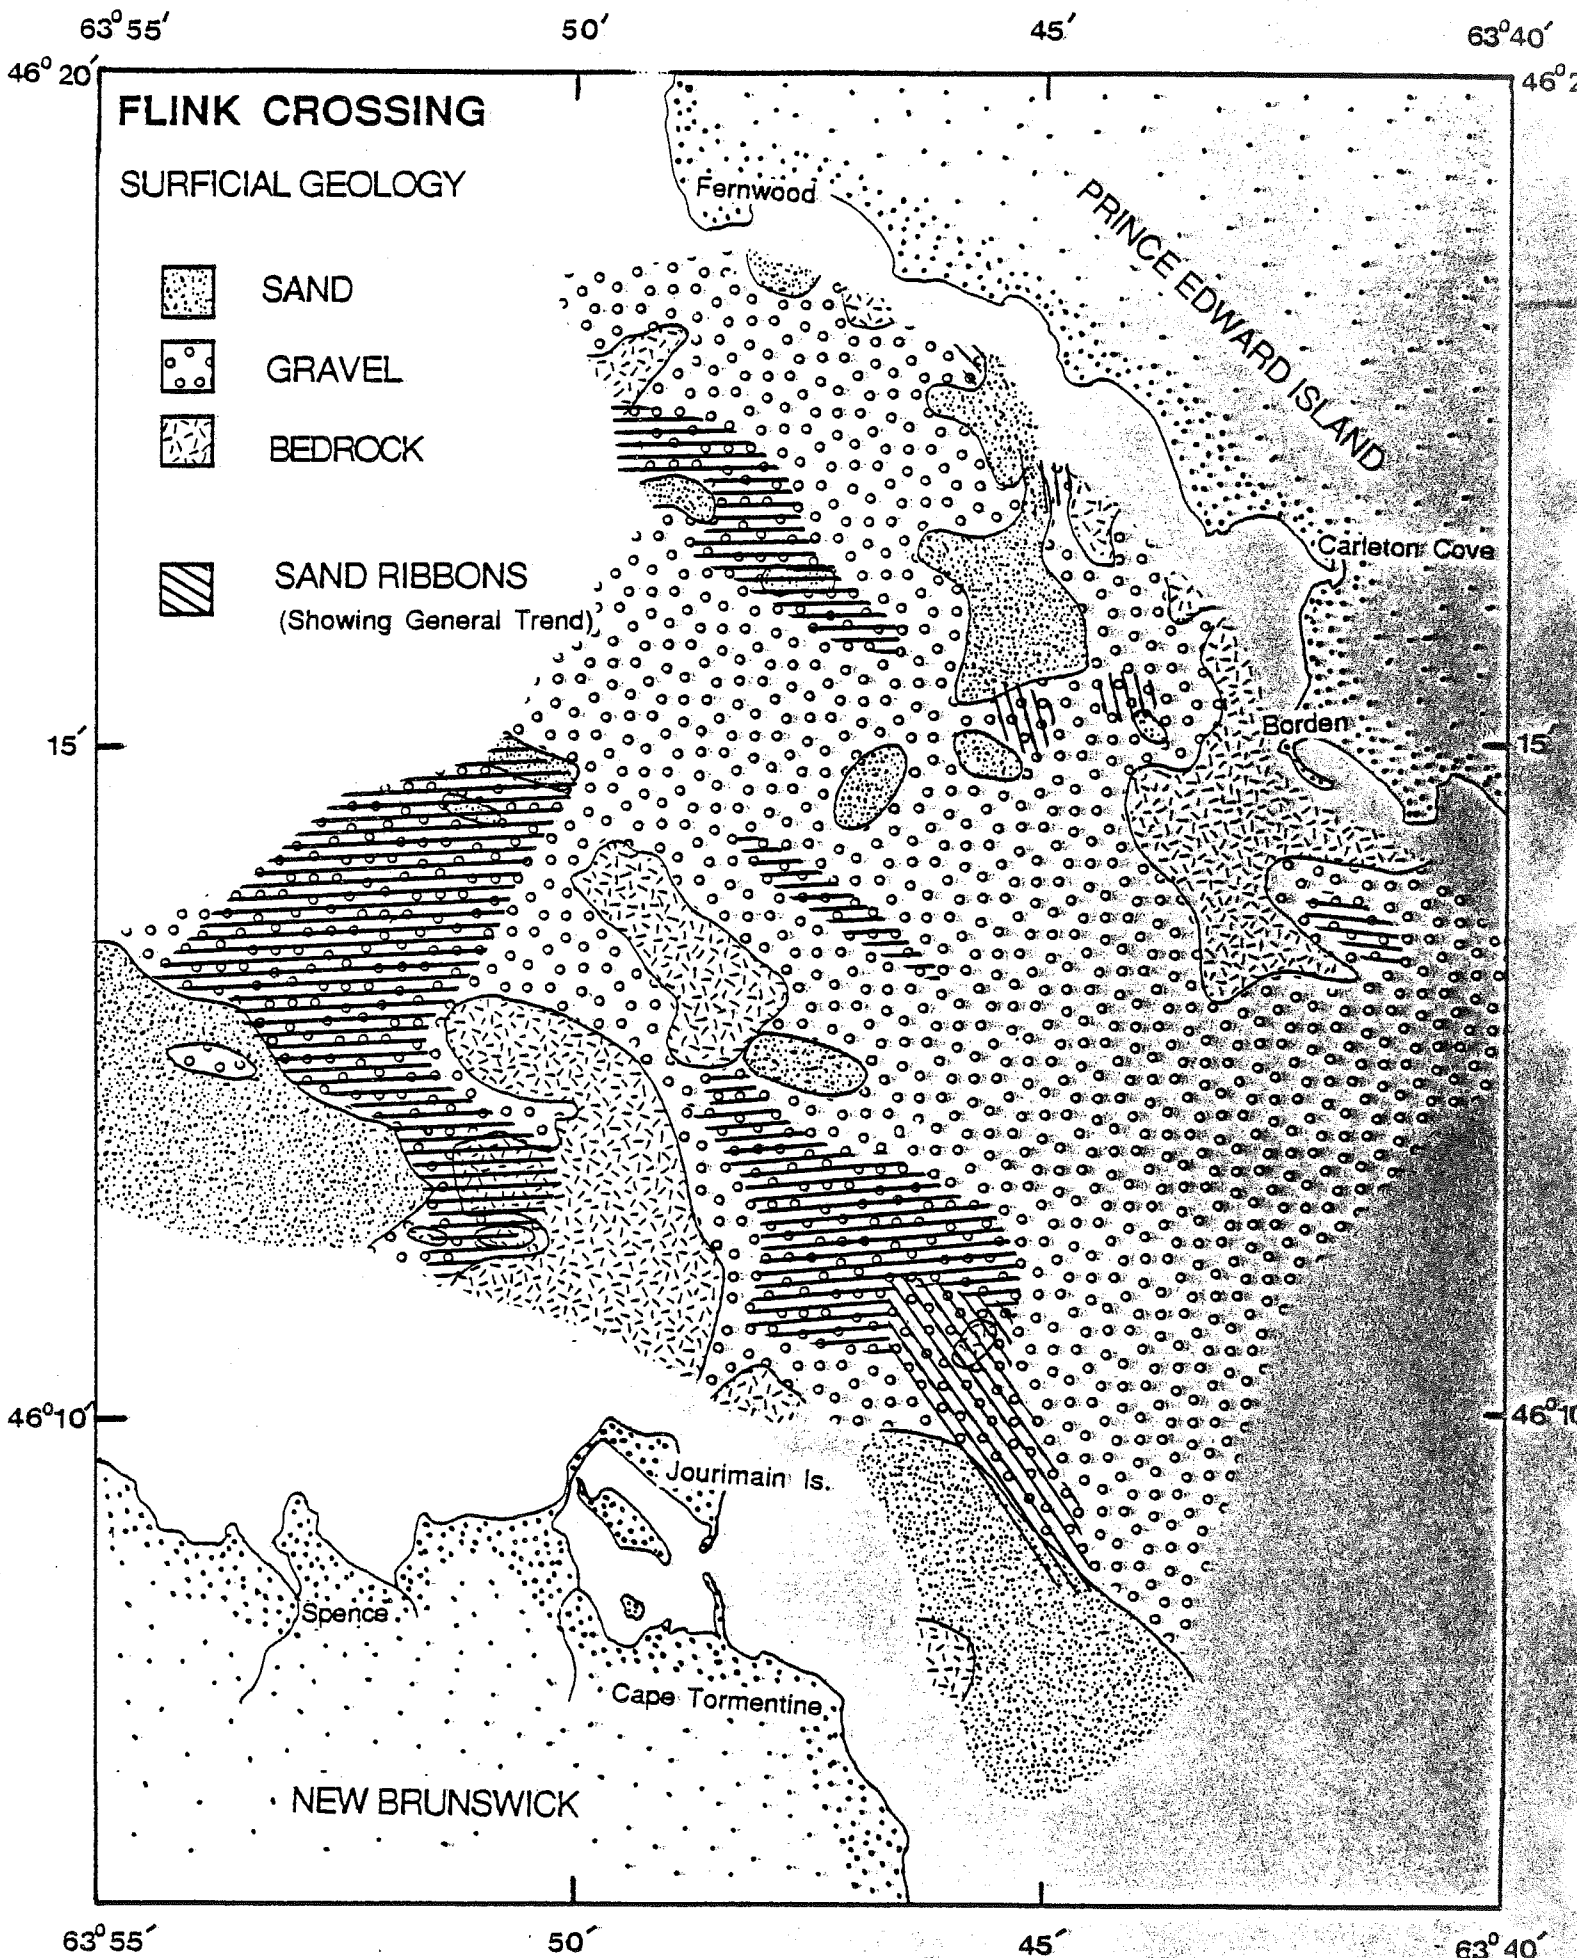 63°55′ 50′ 45′ 63°40′
46°20′ 46°2
FLINK CROSSING
SURFICIAL GEOLOGY
SAND
GRAVEL
BEDROCK
SAND RIBBONS
(Showing General Trend)
Fernwood
PRINCE EDWARD ISLAND
Carleton Cove
Borden
15′ 15′
46°10′ 46°10
Jourimain Is.
Spence
Cape Tormentine
NEW BRUNSWICK
63°55′ 50′ 45′ 63°40′